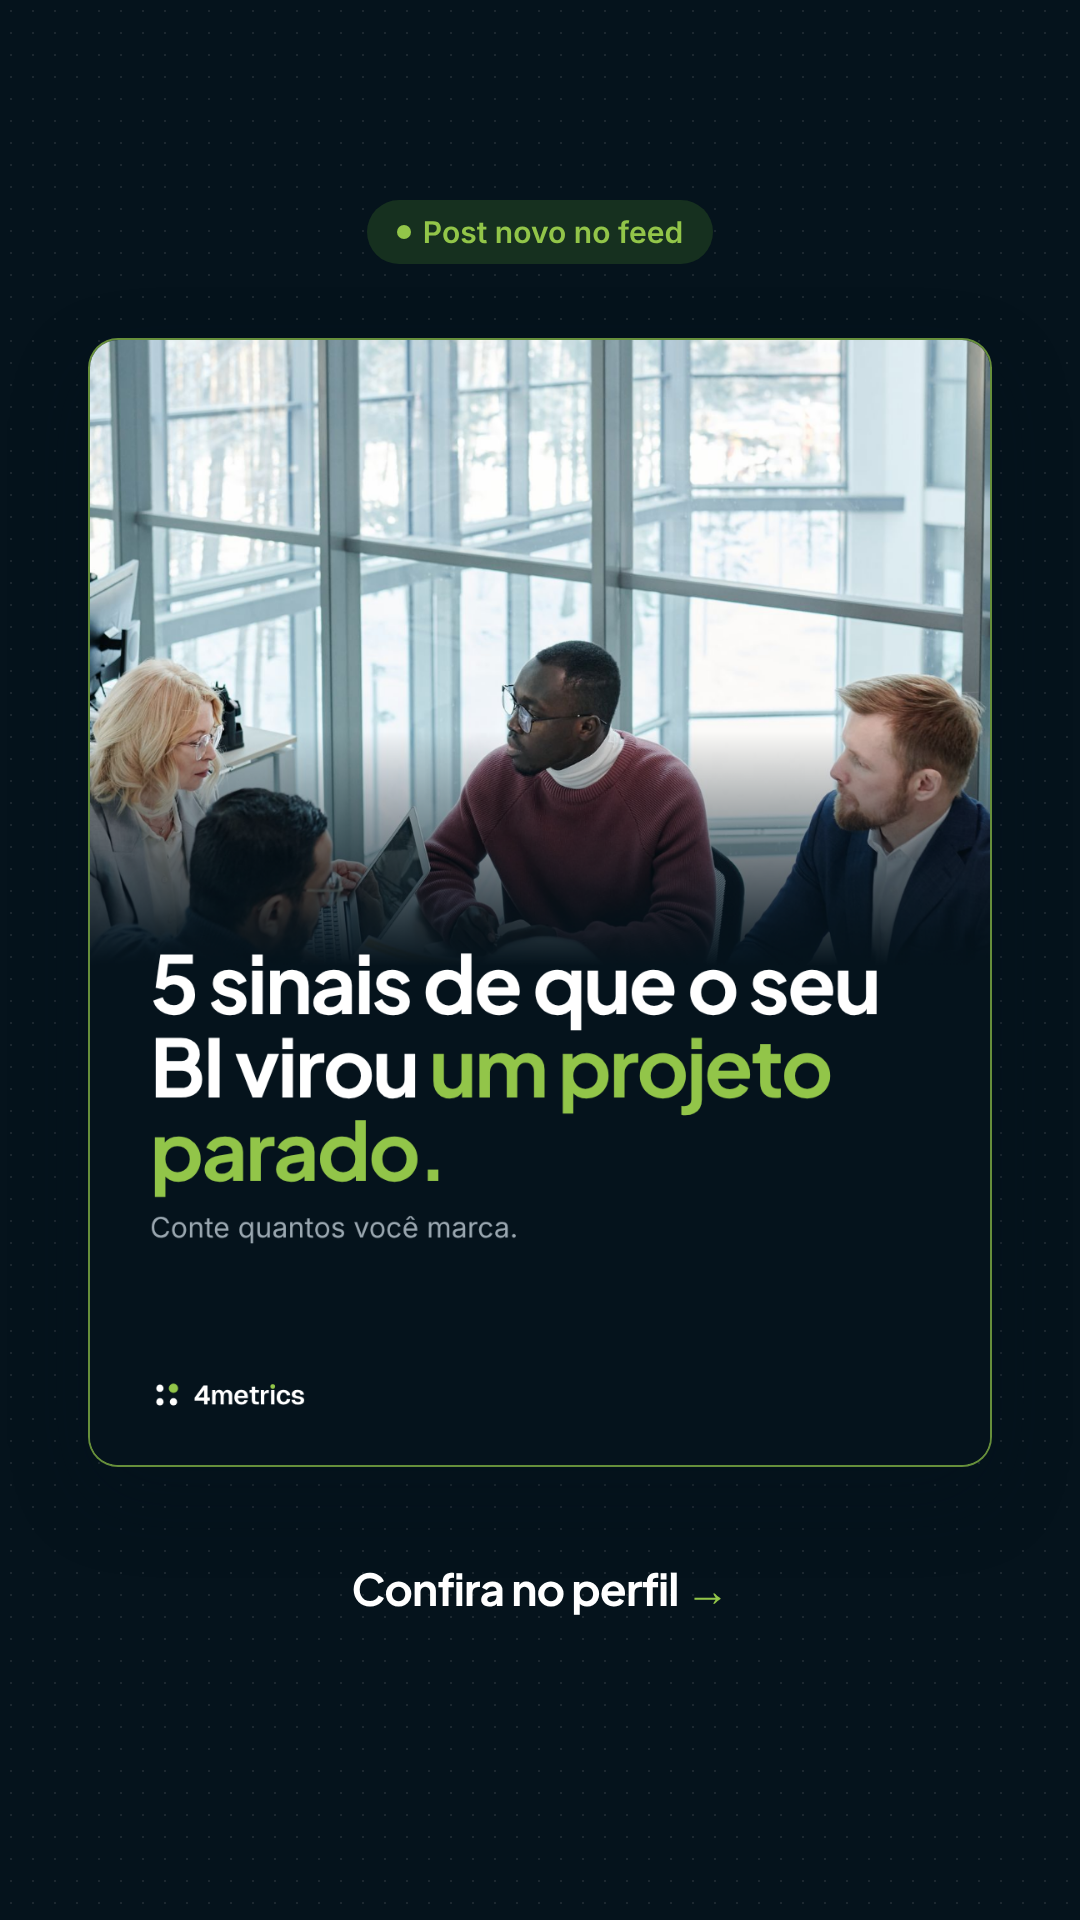 Post novo no feed
5 sinais de que o seu
BI virou um projeto
parado.
Conte quantos você marca.
4metrics
Confira no perfil →